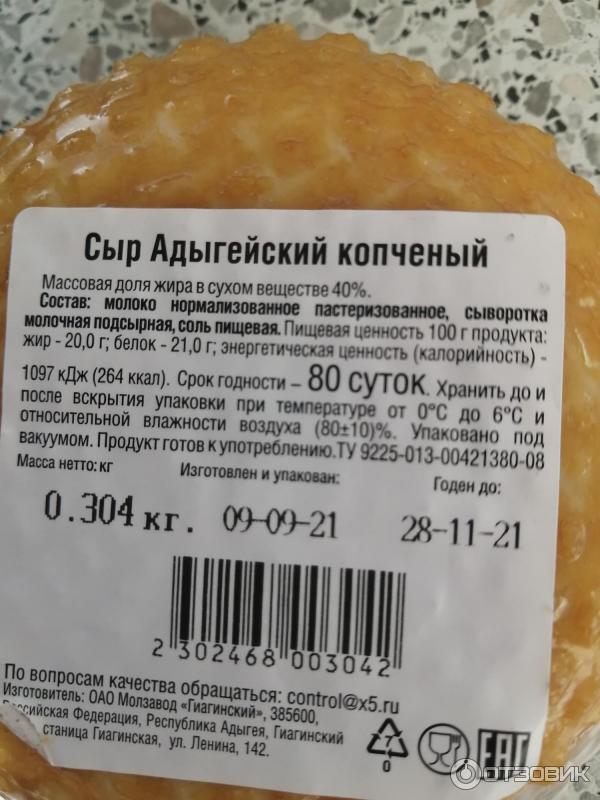 Сыр Адыгейский копченый
Массовая доля жира в сухом веществе 40%.
Состав: молоко нормализованное пастеризованное, сыворотка
молочная подсырная, соль пищевая. Пищевая ценность 100 г продукта:
жир - 20,0 г; белок - 21,0 г; энергетическая ценность (калорийность) -
1097 кДж (264 ккал). Срок годности – 80 суток. Хранить до и
после вскрытия упаковки при температуре от 0°С до 6°С и
относительной влажности воздуха (80±10)%. Упаковано под
вакуумом. Продукт готов к употреблению.ТУ 9225-013-00421380-08
Масса нетто: кг Изготовлен и упакован: Годен до:
0.304 кг. 09-09-21 28-11-21
2 302468 003042
По вопросам качества обращаться: control@x5.ru
Изготовитель: ОАО Молзавод «Гиагинский», 385600,
Российская Федерация, Республика Адыгея, Гиагинский
станица Гиагинская, ул. Ленина, 142.
7
0
EAC
ОТЗОВИК